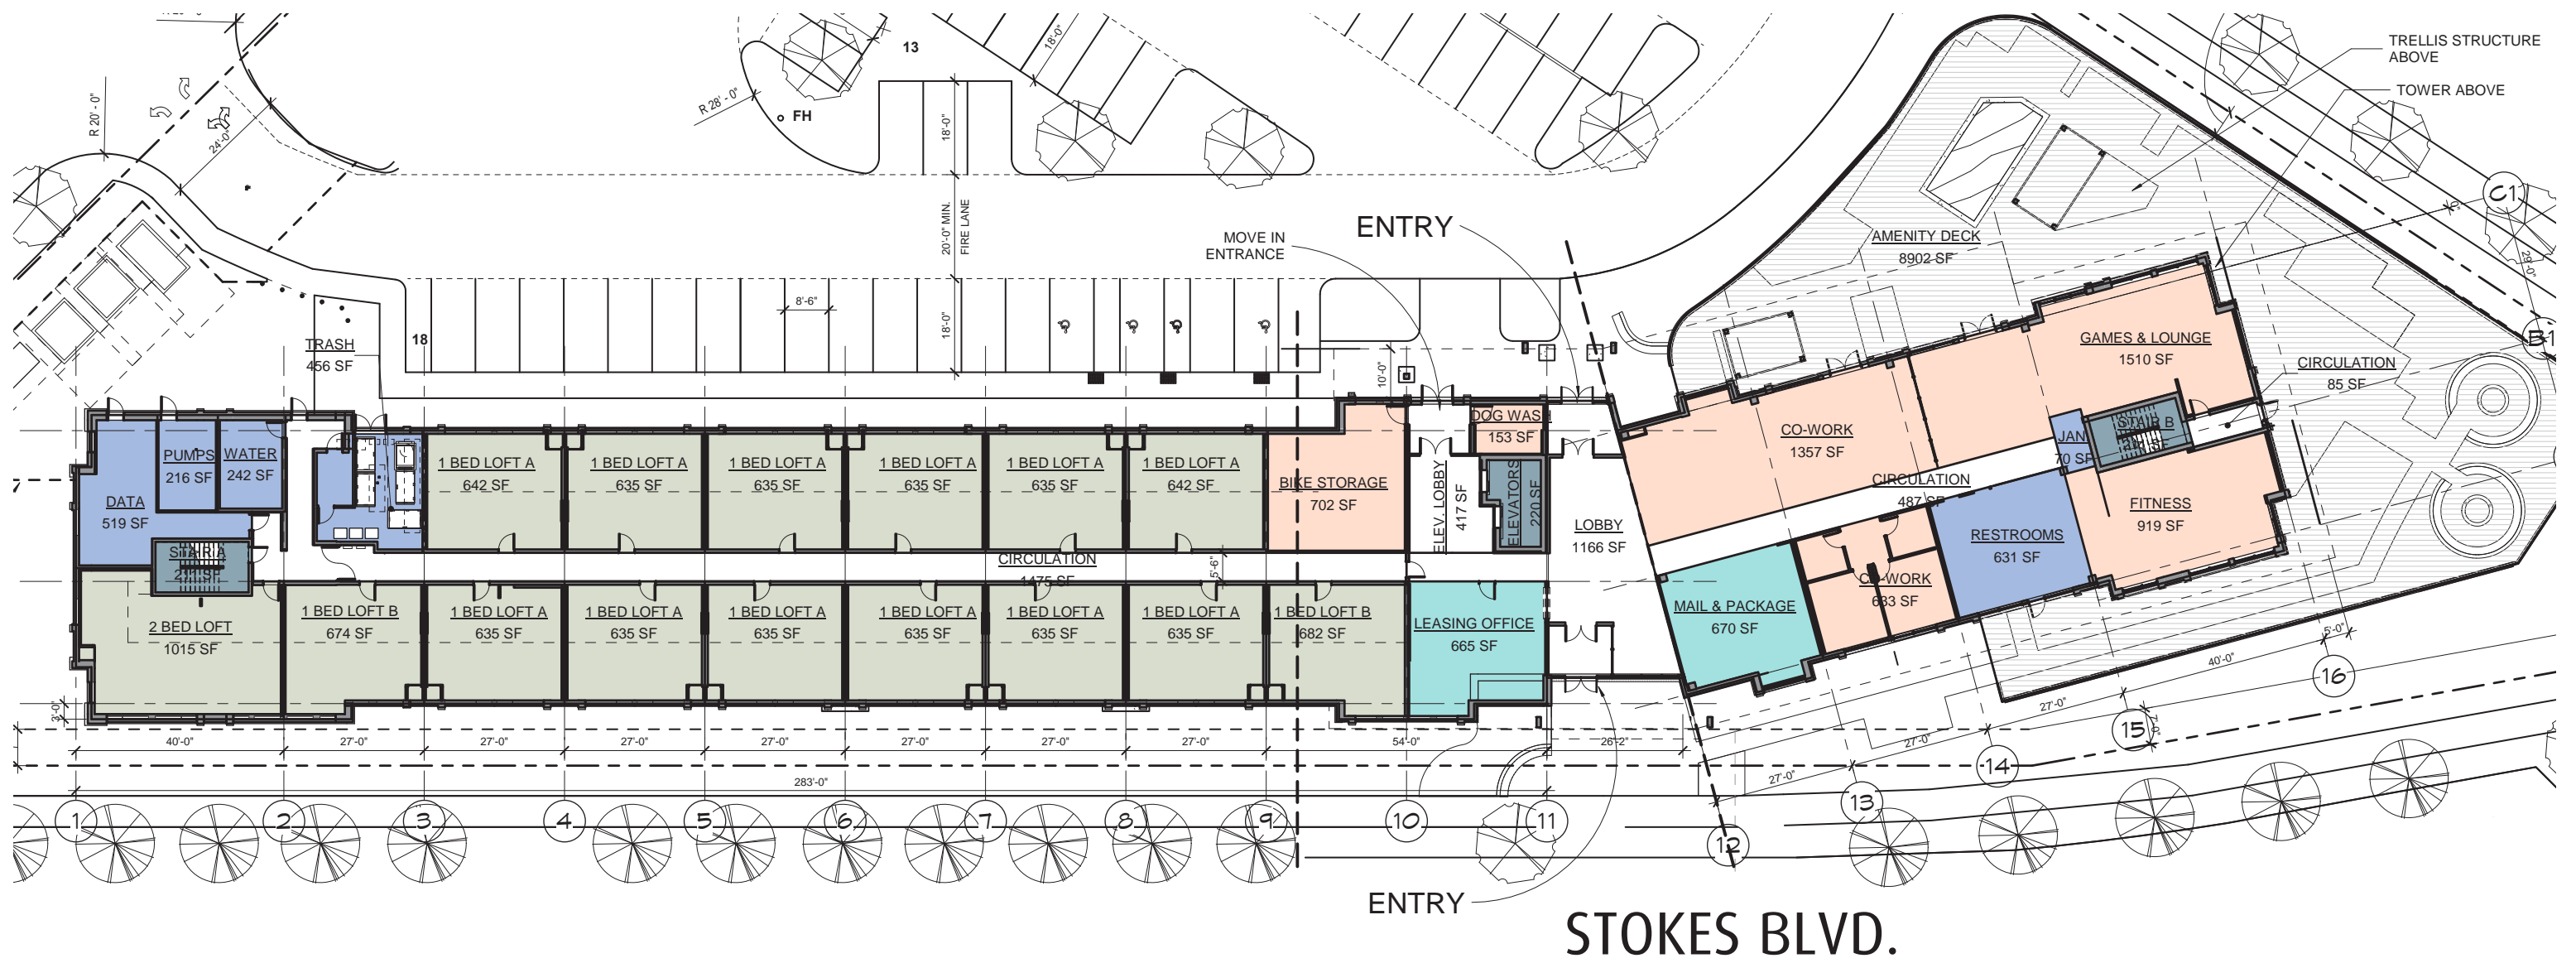 13
18'-0"
TRELLIS STRUCTURE
ABOVE
TOWER ABOVE
R 20' - 0"
24'-0"
R 28' - 0"
FH
18'-0"
20'-0" MIN.
FIRE LANE
C1
ENTRY
MOVE IN
ENTRANCE
AMENITY DECK
8902 SF
29'-0"
8'-6"
18'-0"
18
TRASH
456 SF
10'-0"
GAMES & LOUNGE
1510 SF
B1
CIRCULATION
85 SF
DOG WASH
153 SF
CO-WORK
1357 SF
STAIR B
JAN
70 SF
PUMPS
216 SF
WATER
242 SF
1 BED LOFT A
642 SF
1 BED LOFT A
635 SF
1 BED LOFT A
635 SF
1 BED LOFT A
635 SF
1 BED LOFT A
635 SF
1 BED LOFT A
642 SF
BIKE STORAGE
702 SF
ELEV. LOBBY
417 SF
ELEVATORS
220 SF
CIRCULATION
487 SF
DATA
519 SF
FITNESS
919 SF
LOBBY
1166 SF
RESTROOMS
631 SF
STAIR A
CIRCULATION
1475 SF
5'-6"
CO-WORK
633 SF
MAIL & PACKAGE
670 SF
2 BED LOFT
1015 SF
1 BED LOFT B
674 SF
1 BED LOFT A
635 SF
1 BED LOFT A
635 SF
1 BED LOFT A
635 SF
1 BED LOFT A
635 SF
1 BED LOFT A
635 SF
1 BED LOFT A
635 SF
1 BED LOFT B
682 SF
LEASING OFFICE
665 SF
5'-0"
40'-0"
16
27'-0"
15
7'-0"
3'-0"
40'-0"
27'-0"
27'-0"
27'-0"
27'-0"
27'-0"
27'-0"
27'-0"
54'-0"
26'-2"
27'-0"
14
27'-0"
13
283'-0"
1
2
3
4
5
6
7
8
9
10
11
12
ENTRY
STOKES BLVD.